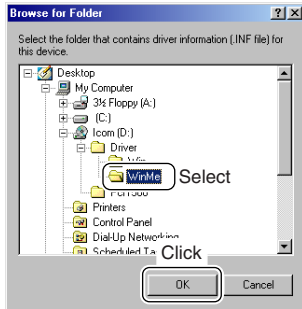 Browse for Folder
Select the folder that contains driver information (.INF file) for
this device.
Desktop
My Computer
3½ Floppy (A:)
(C:)
Icom (D:)
Driver
WinMe
Select
Printers
Control Panel
Dial-Up Networking
Scheduled Ta
Click
OK
Cancel